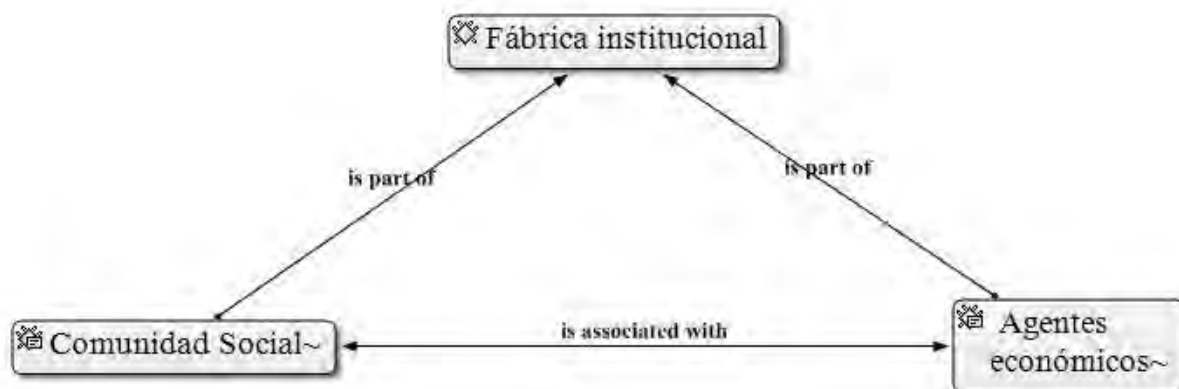 Fábrica institucional
is part of
is part of
Comunidad Social~
is associated with
Agentes
económicos~